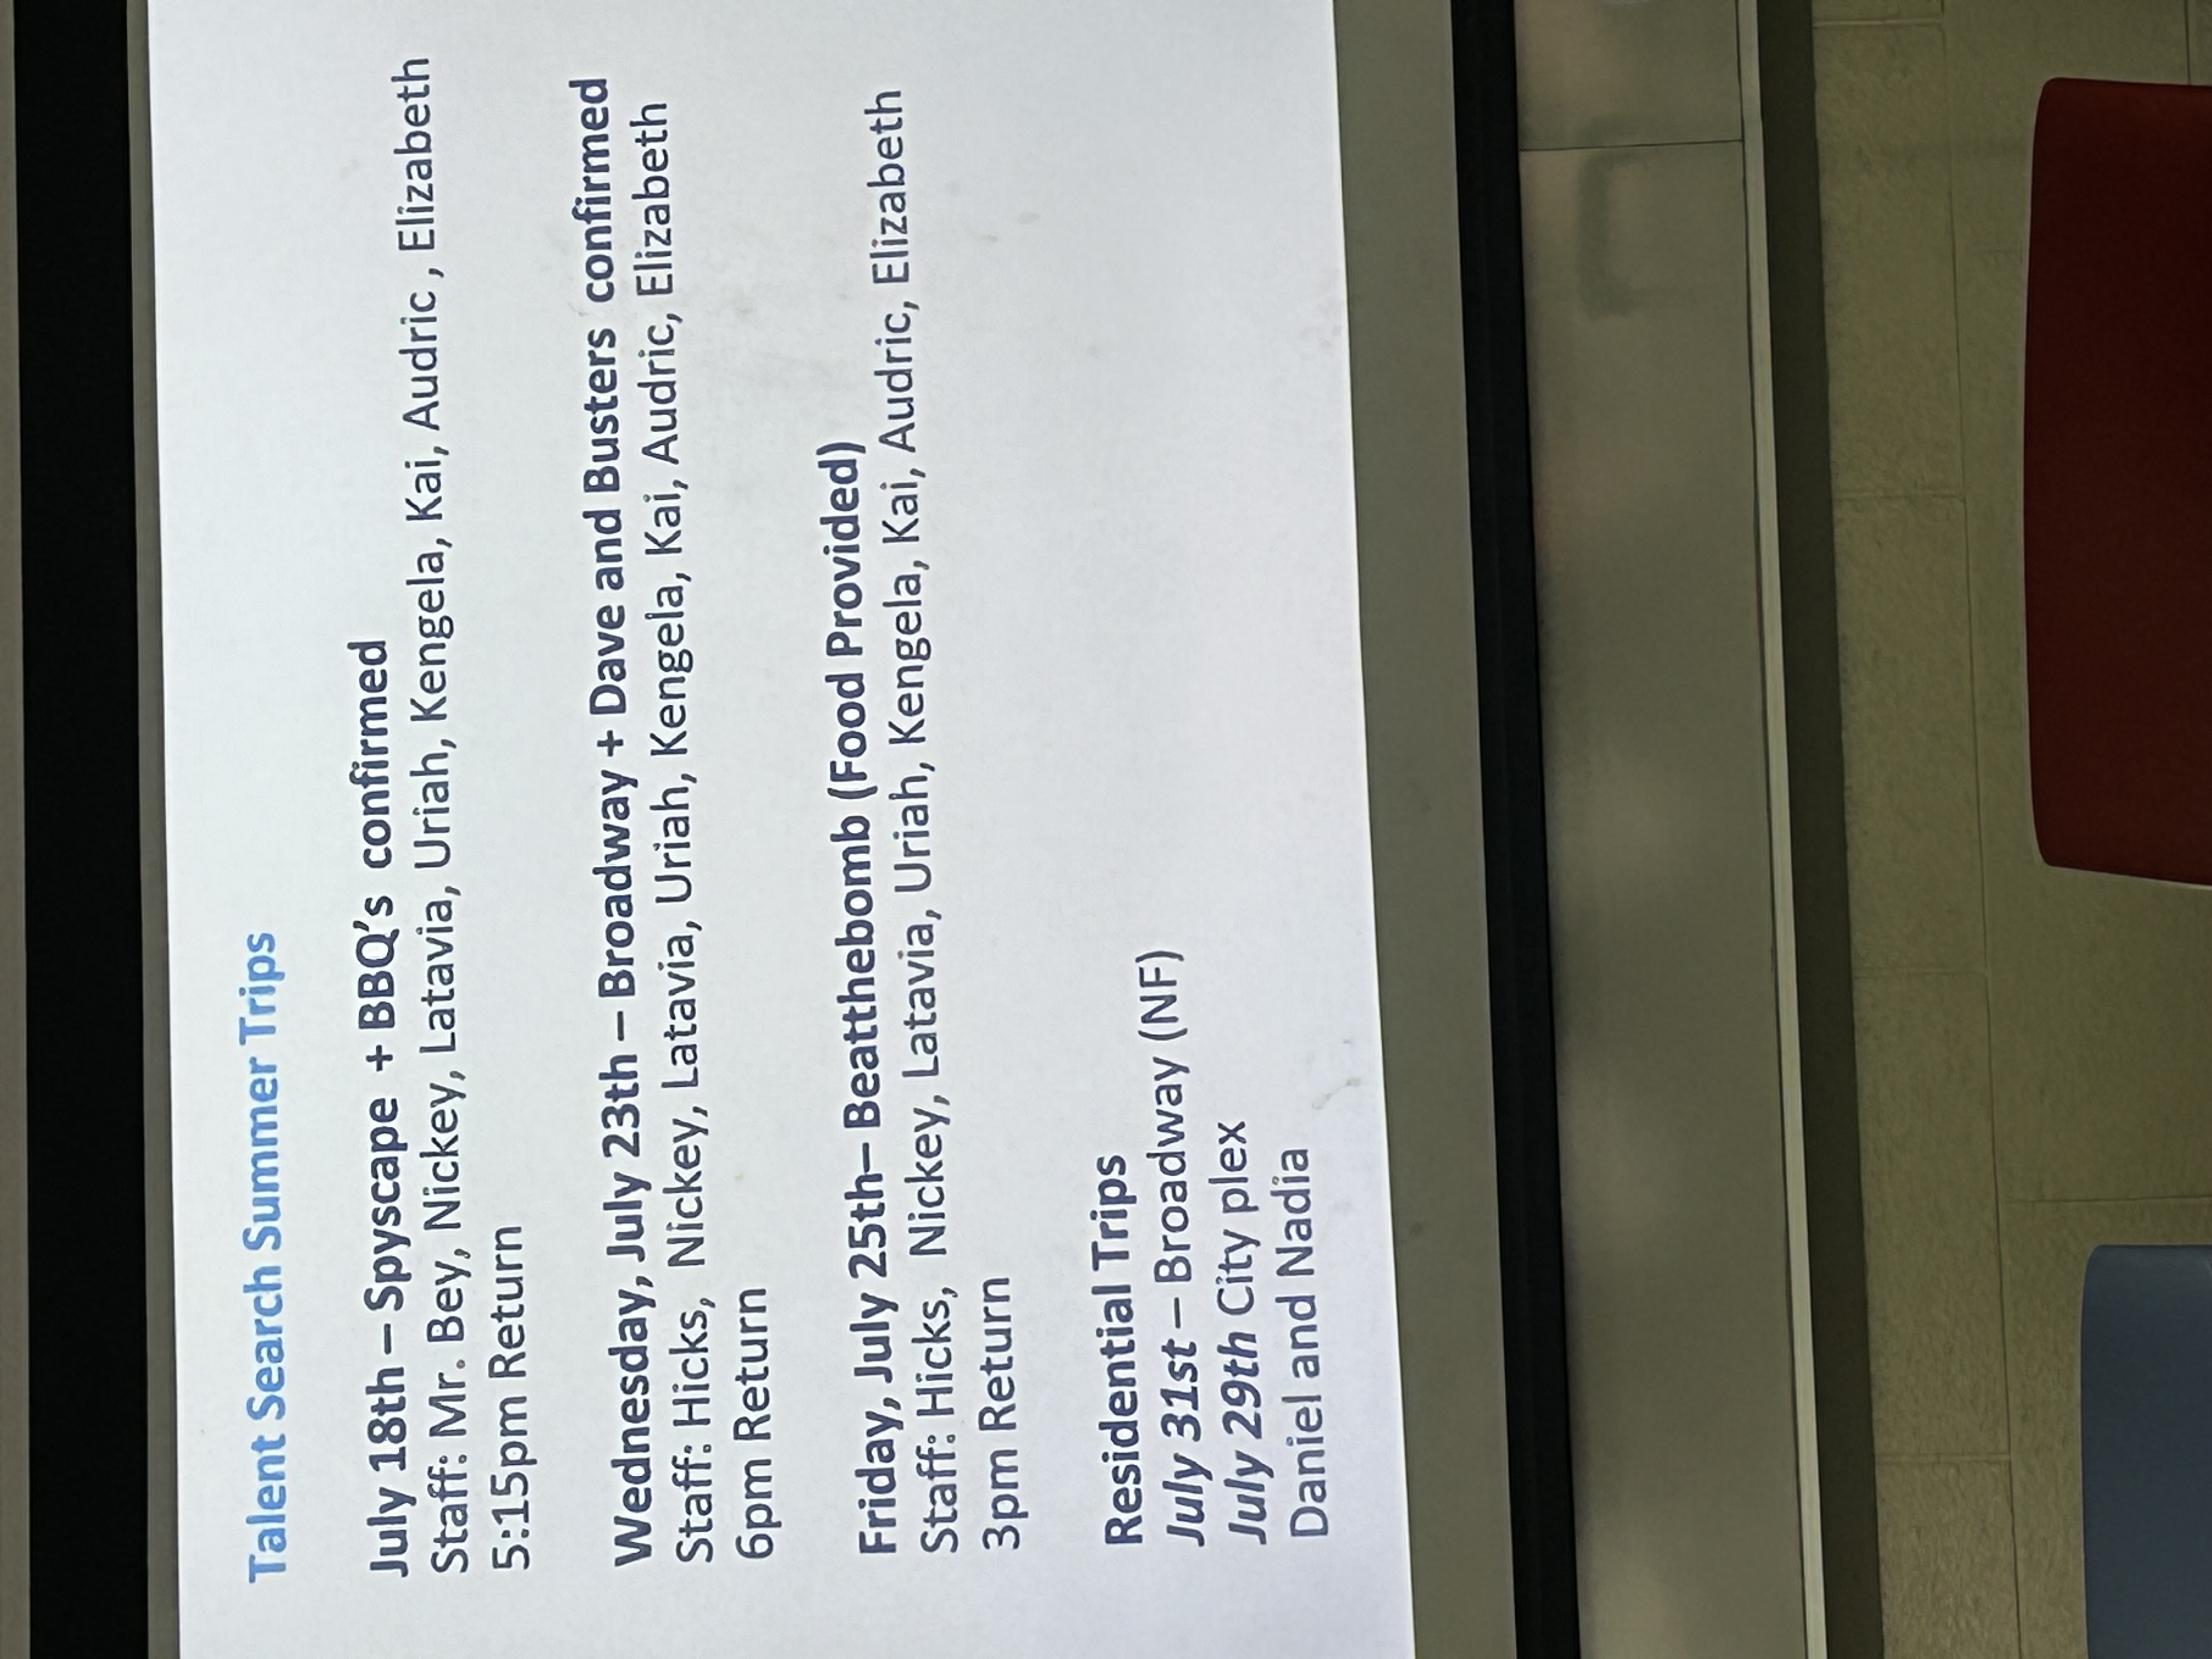 Talent Search Summer Trips
July 18th – Spyscape + BBQ’s confirmed
Staff: Mr. Bey, Nickey, Latavia, Uriah, Kengela, Kai, Audric , Elizabeth
5:15pm Return
Wednesday, July 23th – Broadway + Dave and Busters confirmed
Staff: Hicks, Nickey, Latavia, Uriah, Kengela, Kai, Audric, Elizabeth
6pm Return
Friday, July 25th– Beatthebomb (Food Provided)
Staff: Hicks, Nickey, Latavia, Uriah, Kengela, Kai, Audric, Elizabeth
3pm Return
Residential Trips
July 31st – Broadway (NF)
July 29th City plex
Daniel and Nadia